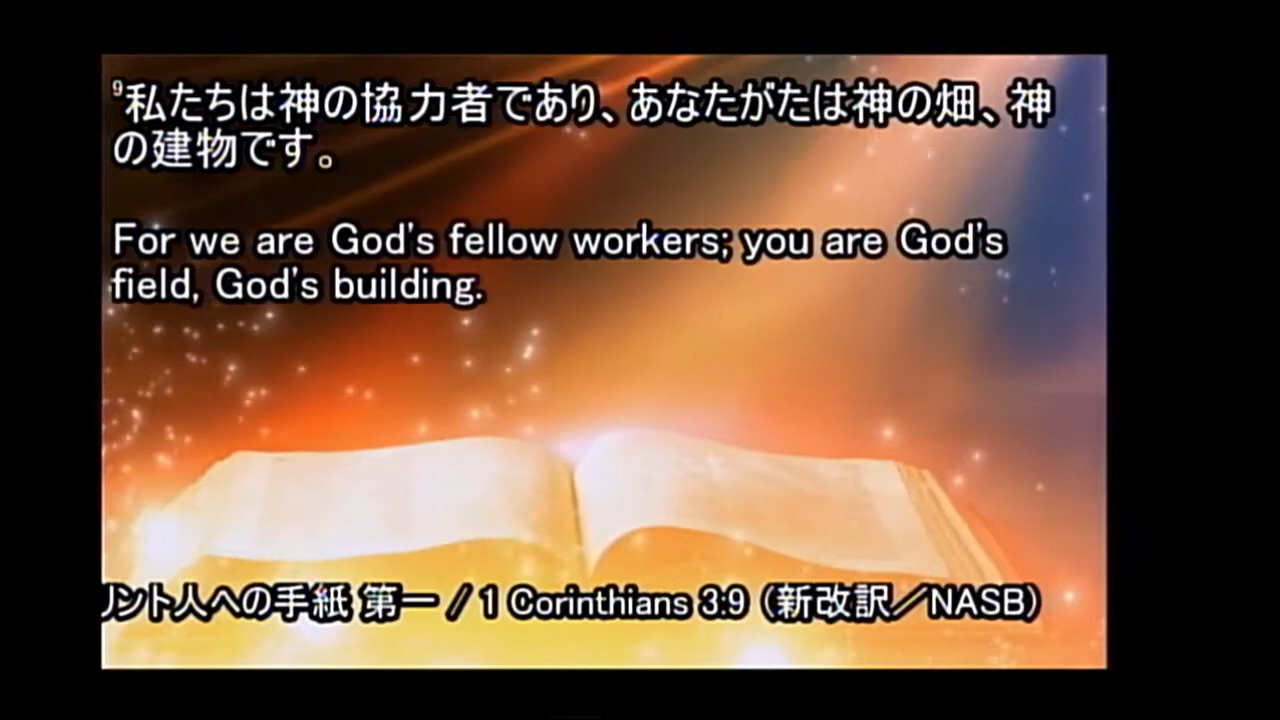 ⁹私たちは神の協力者であり、あなたがたは神の畑、神
の建物です。
For we are God's fellow workers; you are God's
field, God's building.
リント人への手紙 第一 / 1 Corinthians 3:9 (新改訳／NASB)